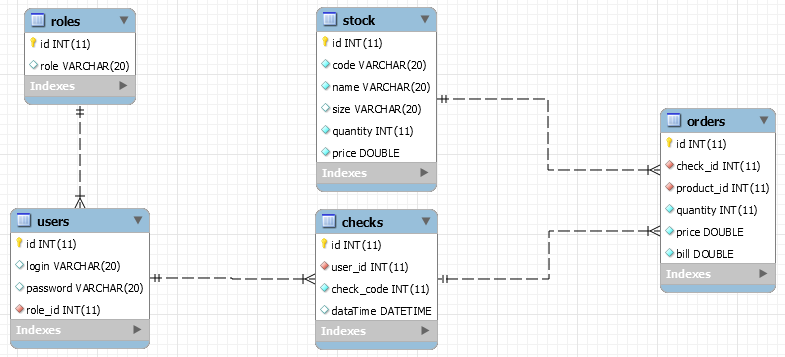 roles
id INT(11)
role VARCHAR(20)
Indexes
stock
id INT(11)
code VARCHAR(20)
name VARCHAR(20)
size VARCHAR(20)
quantity INT(11)
price DOUBLE
Indexes
orders
id INT(11)
check_id INT(11)
product_id INT(11)
quantity INT(11)
price DOUBLE
bill DOUBLE
Indexes
users
id INT(11)
login VARCHAR(20)
password VARCHAR(20)
role_id INT(11)
Indexes
checks
id INT(11)
user_id INT(11)
check_code INT(11)
dataTime DATETIME
Indexes